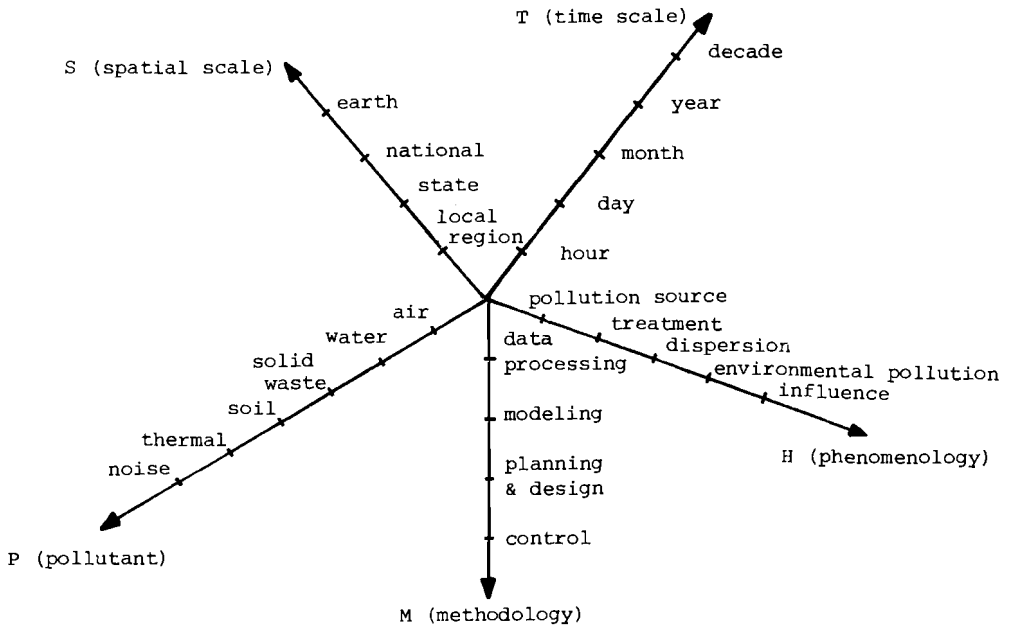 T (time scale)
decade
year
month
day
hour
S (spatial scale)
earth
national
state
local
region
pollution source
treatment
dispersion
environmental pollution
influence
H (phenomenology)
air
water
solid
waste
soil
thermal
noise
P (pollutant)
data
processing
modeling
planning
& design
control
M (methodology)